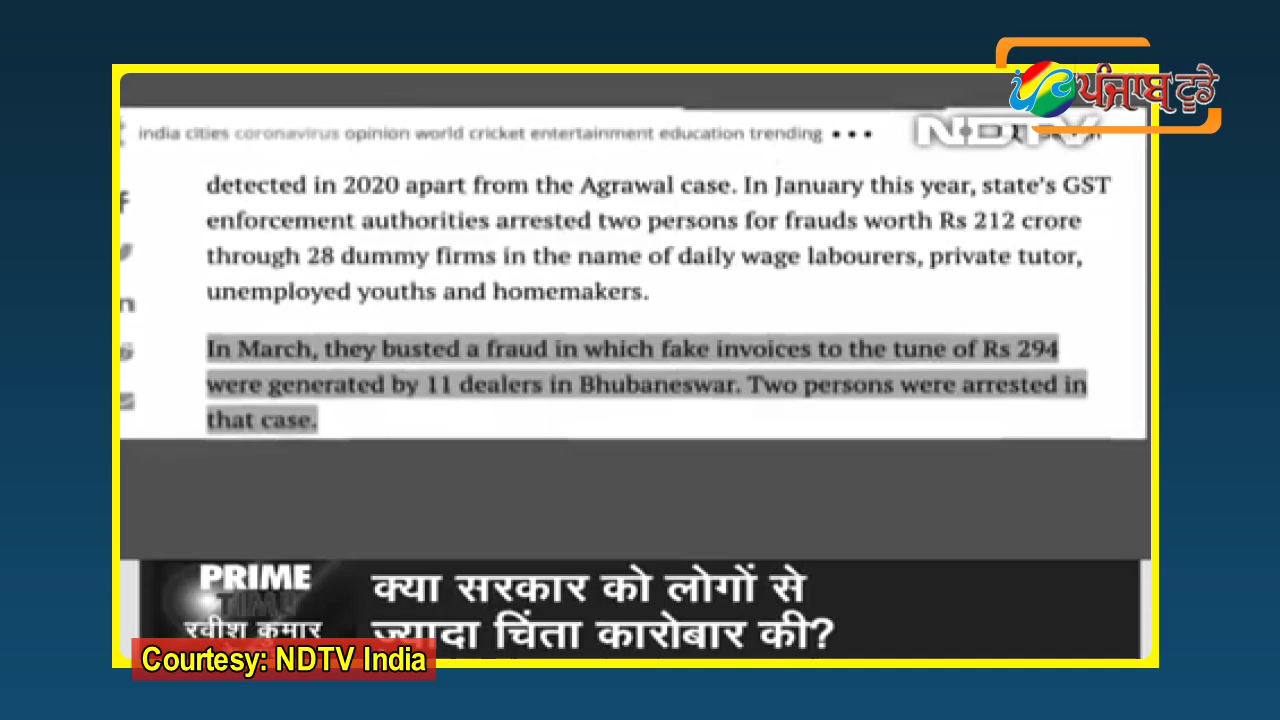 ਪੰਜਾਬ ਟੂਡੇ
india cities coronavirus opinion world cricket entertainment education trending •••
NDTV
detected in 2020 apart from the Agrawal case. In January this year, state's GST
enforcement authorities arrested two persons for frauds worth Rs 212 crore
through 28 dummy firms in the name of daily wage labourers, private tutor,
unemployed youths and homemakers.
In March, they busted a fraud in which fake invoices to the tune of Rs 294
were generated by 11 dealers in Bhubaneswar. Two persons were arrested in
that case.
PRIME
TIME
रवीश कुमार
क्या सरकार को लोगों से
ज़्यादा चिंता कारोबार की?
Courtesy: NDTV India